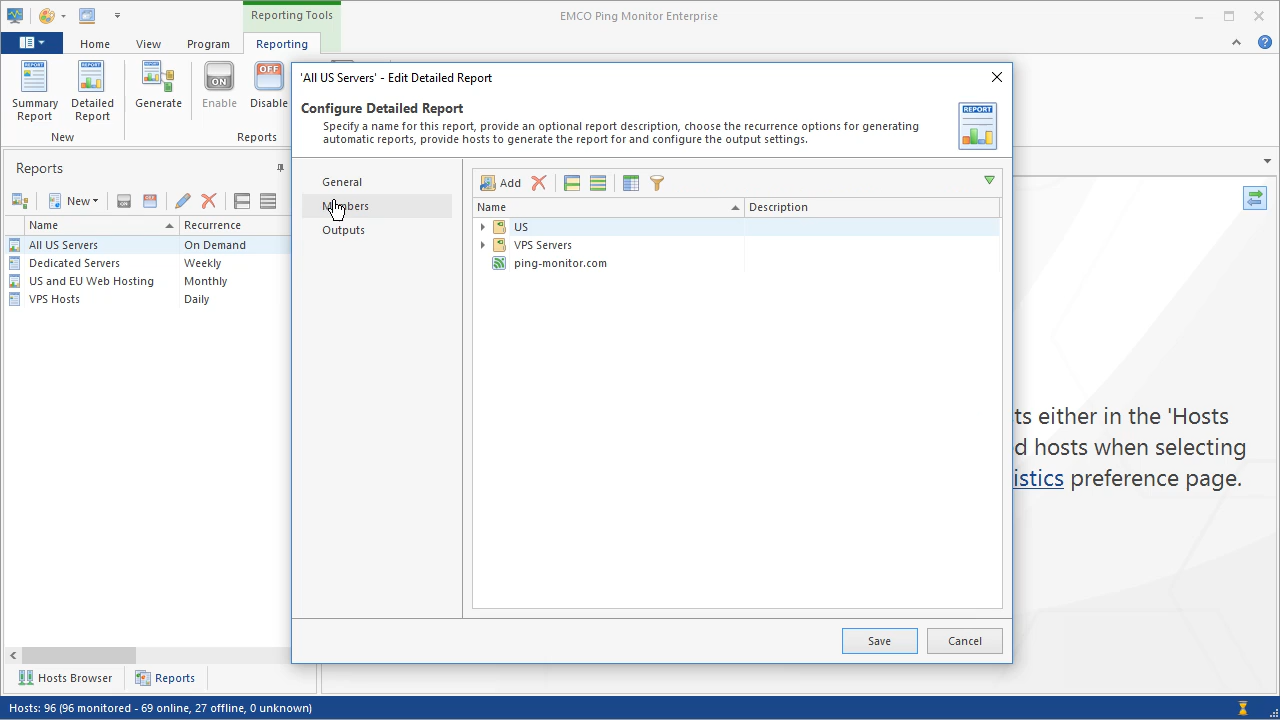 Reporting Tools
EMCO Ping Monitor Enterprise
Home View Program Reporting
Summary Report
Detailed Report
Generate
ON
Enable
OFF
Disable
New
Reports
'All US Servers' - Edit Detailed Report
Configure Detailed Report
Specify a name for this report, provide an optional report description, choose the recurrence options for generating
automatic reports, provide hosts to generate the report for and configure the output settings.
REPORT
Reports
New
Name Recurrence
All US Servers On Demand
Dedicated Servers Weekly
US and EU Web Hosting Monthly
VPS Hosts Daily
General
Members
Outputs
Add
Name Description
US
VPS Servers
ping-monitor.com
ts either in the 'Hosts
d hosts when selecting
istics preference page.
Save Cancel
Hosts Browser Reports
Hosts: 96 (96 monitored - 69 online, 27 offline, 0 unknown)